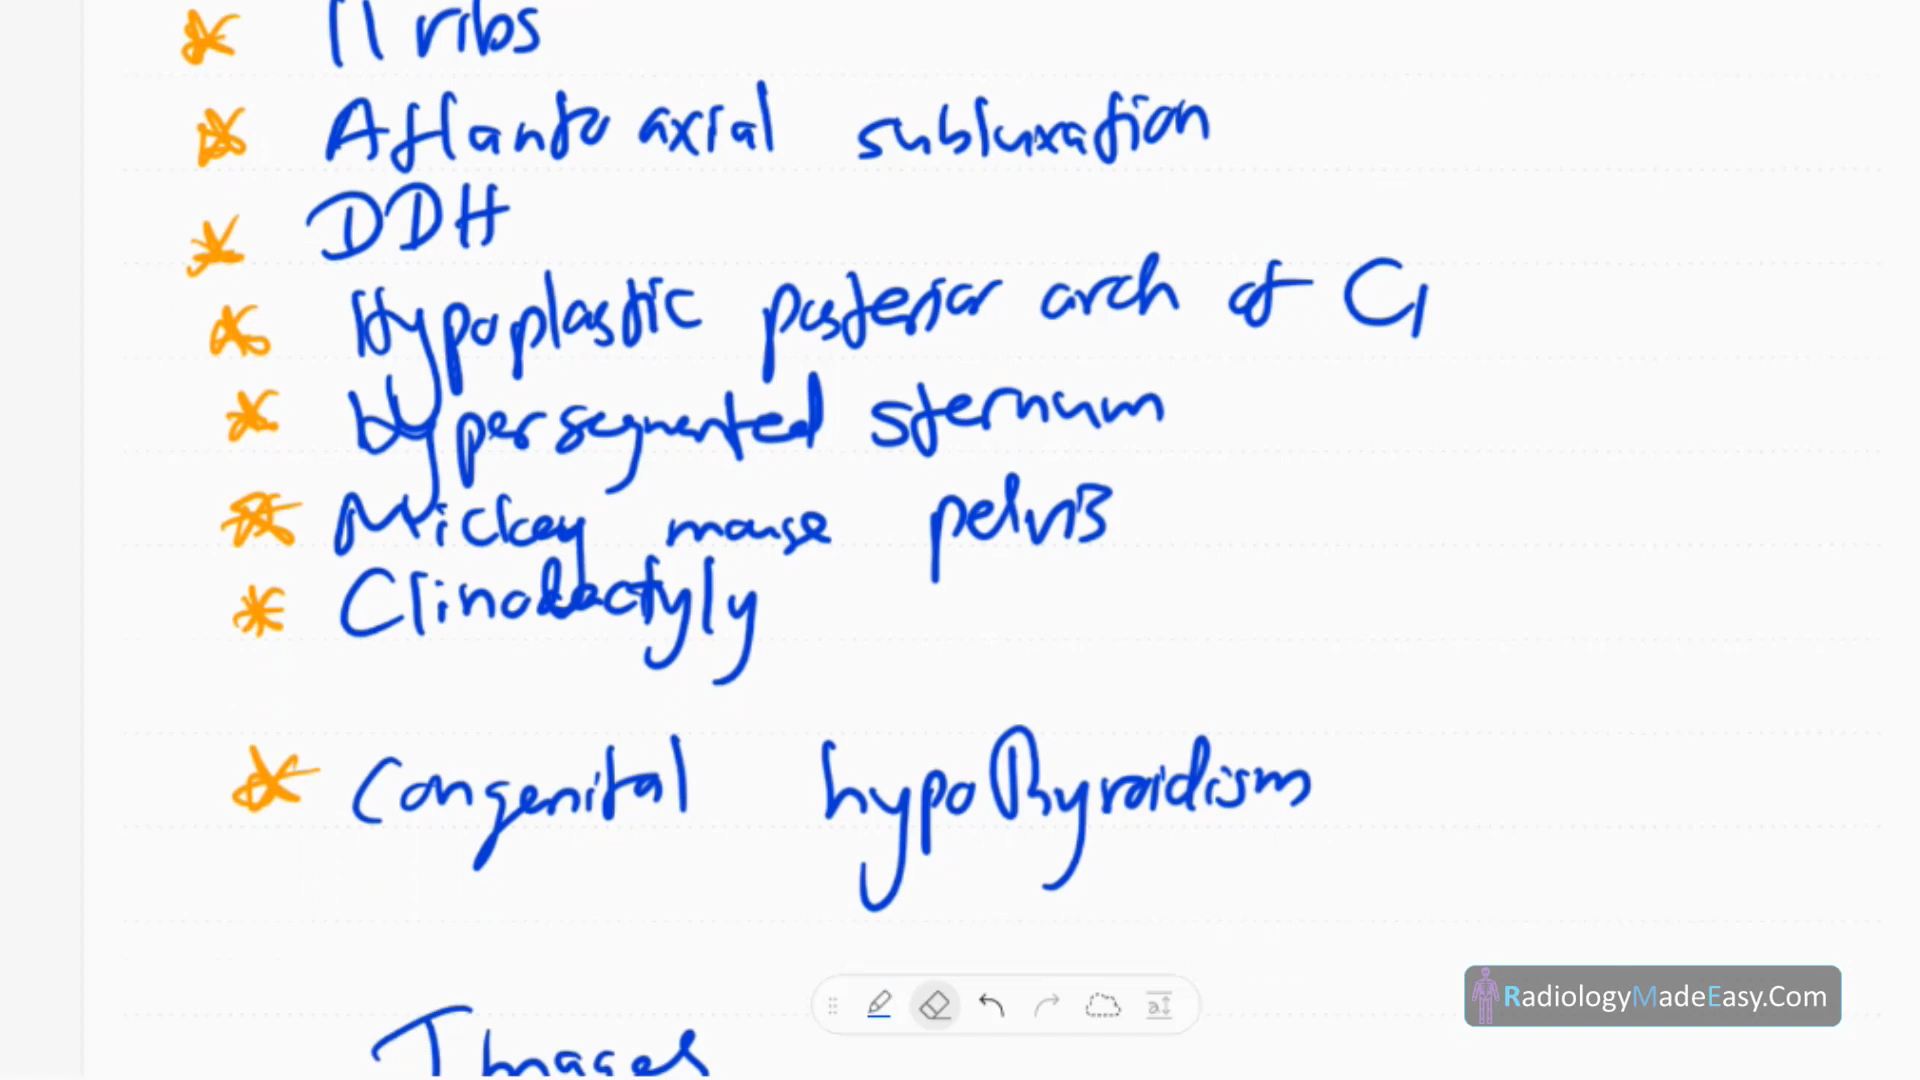 11 ribs
Atlanto axial subluxation
DDH
Hypoplastic posterior arch of C1
Hypersegmented sternum
Mickey mouse pelvis
Clinodactyly
Congenital hypothyroidism
Images
a
RadiologyMadeEasy.Com